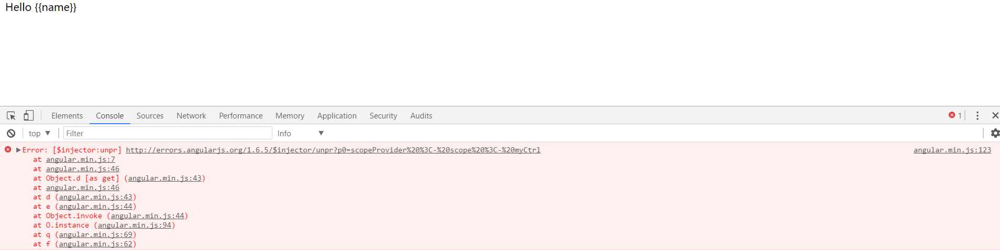 Hello {{name}}
Elements Console Sources Network Performance Memory Application Security Audits 1
top Filter Info
Error: [$injector:unpr] http://errors.angularjs.org/1.6.5/$injector/unpr?p0=scopeProvider%20%3C-%20scope%20%3C-%20myCtrl angular.min.js:123
at angular.min.js:7
at angular.min.js:46
at Object.d [as get] (angular.min.js:43)
at angular.min.js:46
at d (angular.min.js:43)
at e (angular.min.js:44)
at Object.invoke (angular.min.js:44)
at O.instance (angular.min.js:94)
at q (angular.min.js:69)
at f (angular.min.js:62)